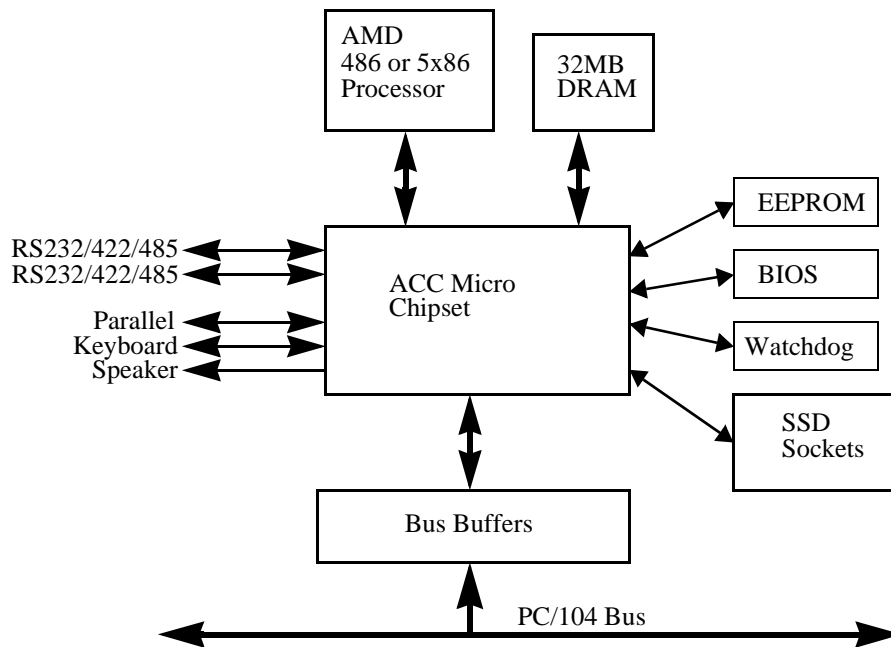 AMD
486 or 5x86
Processor
32MB
DRAM
EEPROM
RS232/422/485
RS232/422/485
ACC Micro
Chipset
BIOS
Parallel
Keyboard
Speaker
Watchdog
SSD
Sockets
Bus Buffers
PC/104 Bus